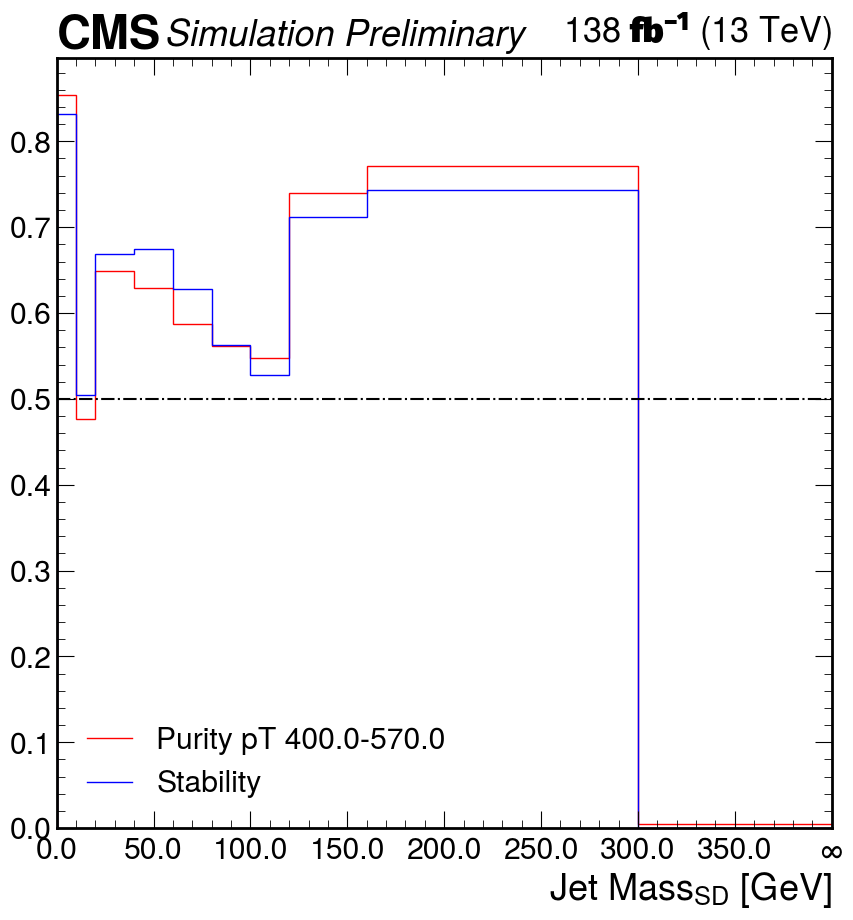 CMS Simulation Preliminary 138 fb⁻¹ (13 TeV)
0.8
0.7
0.6
0.5
0.4
0.3
0.2
0.1
0.0
Purity pT 400.0-570.0
Stability
0.0 50.0 100.0 150.0 200.0 250.0 300.0 350.0 ∞
Jet Mass_SD [GeV]